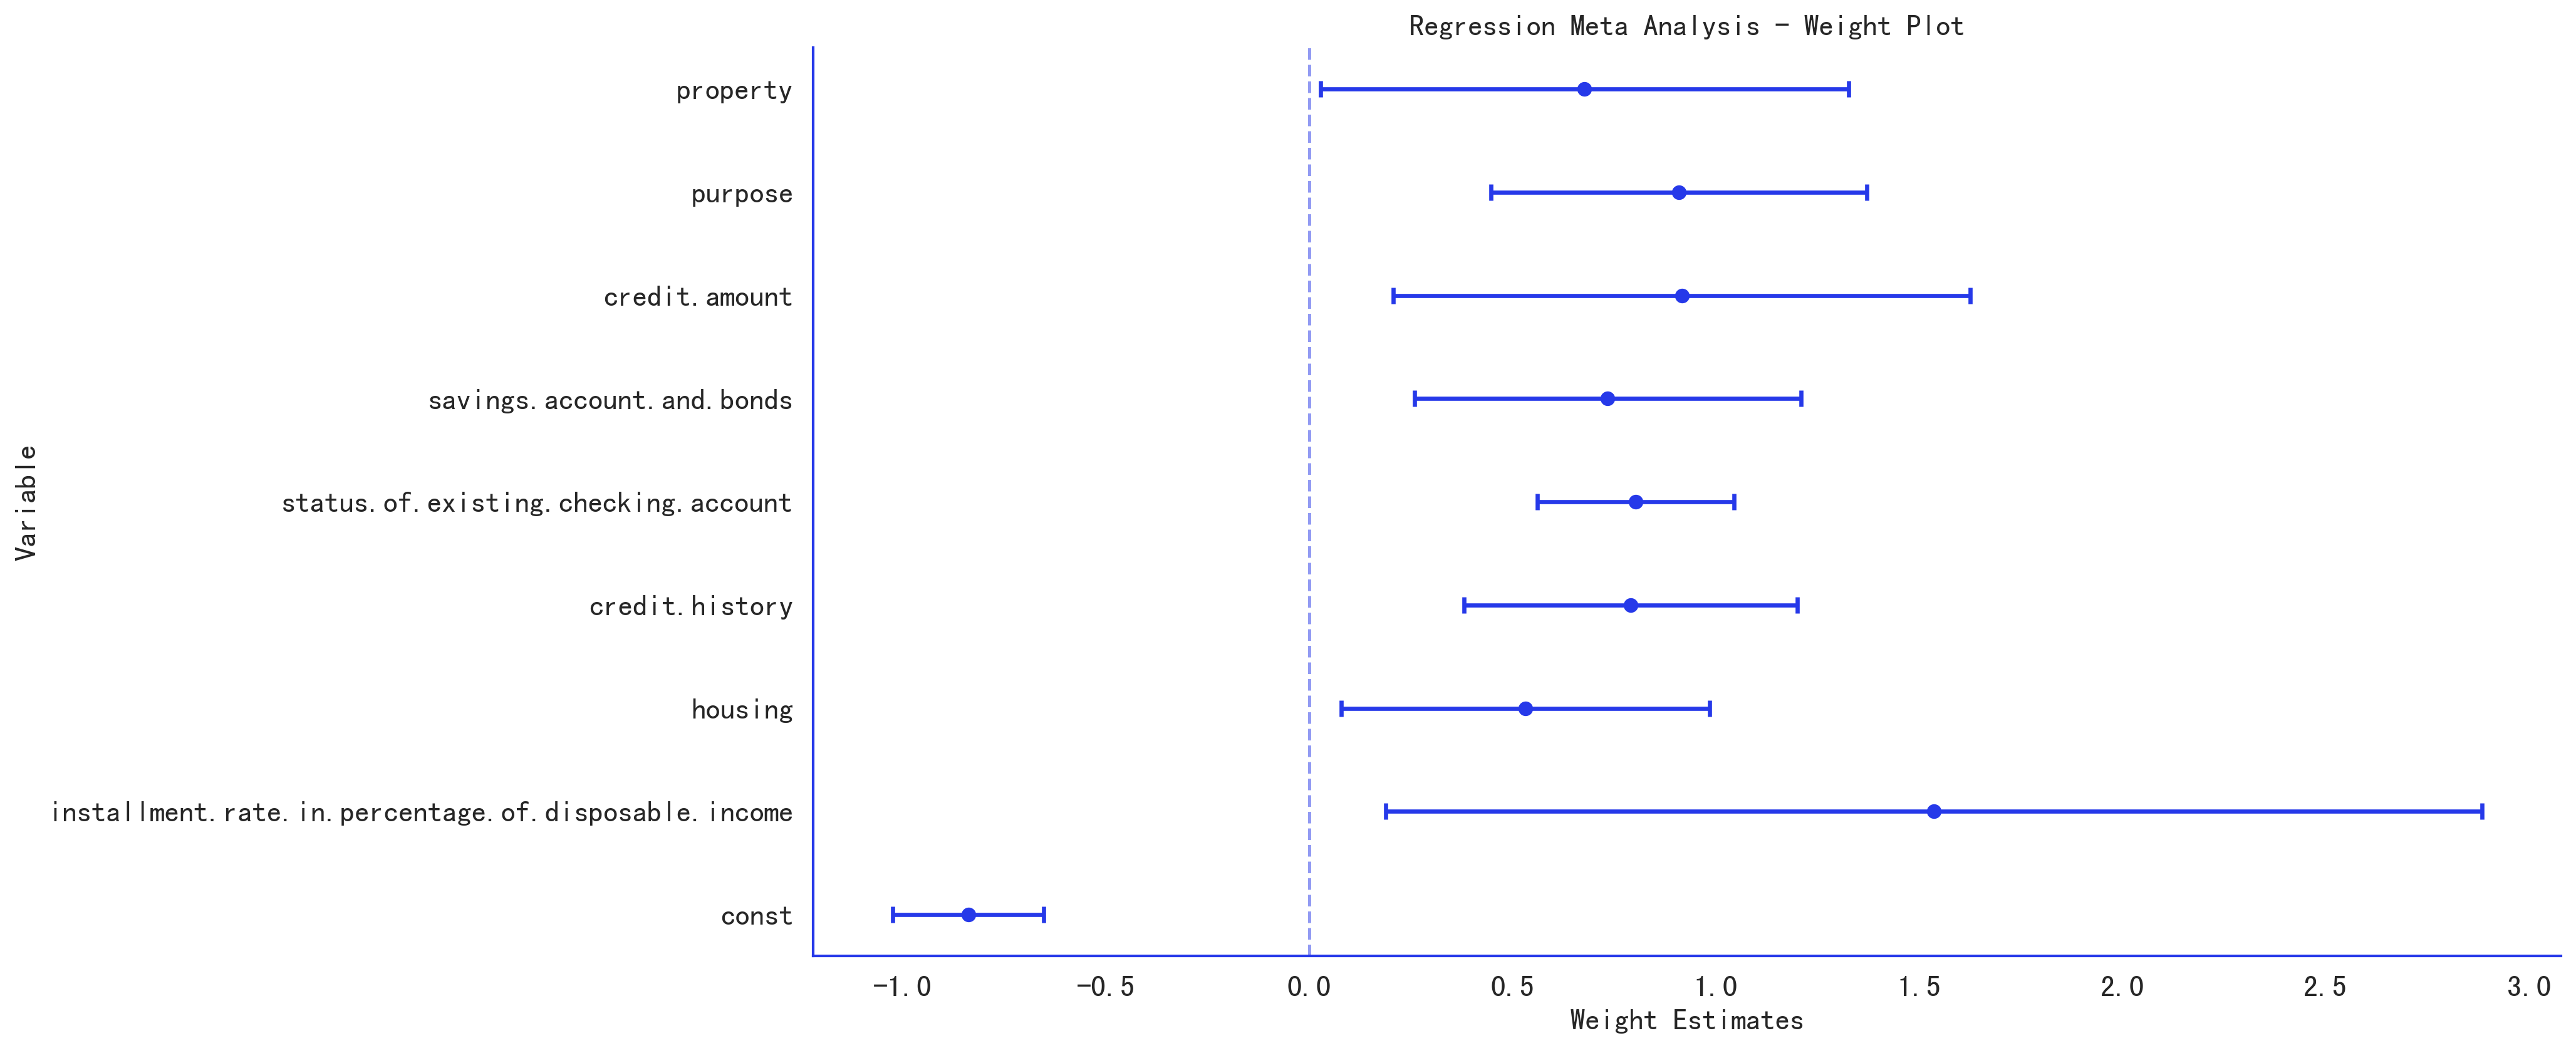 Regression Meta Analysis - Weight Plot
property
purpose
credit.amount
savings.account.and.bonds
status.of.existing.checking.account
credit.history
housing
installment.rate.in.percentage.of.disposable.income
const
Variable
-1.0 -0.5 0.0 0.5 1.0 1.5 2.0 2.5 3.0
Weight Estimates